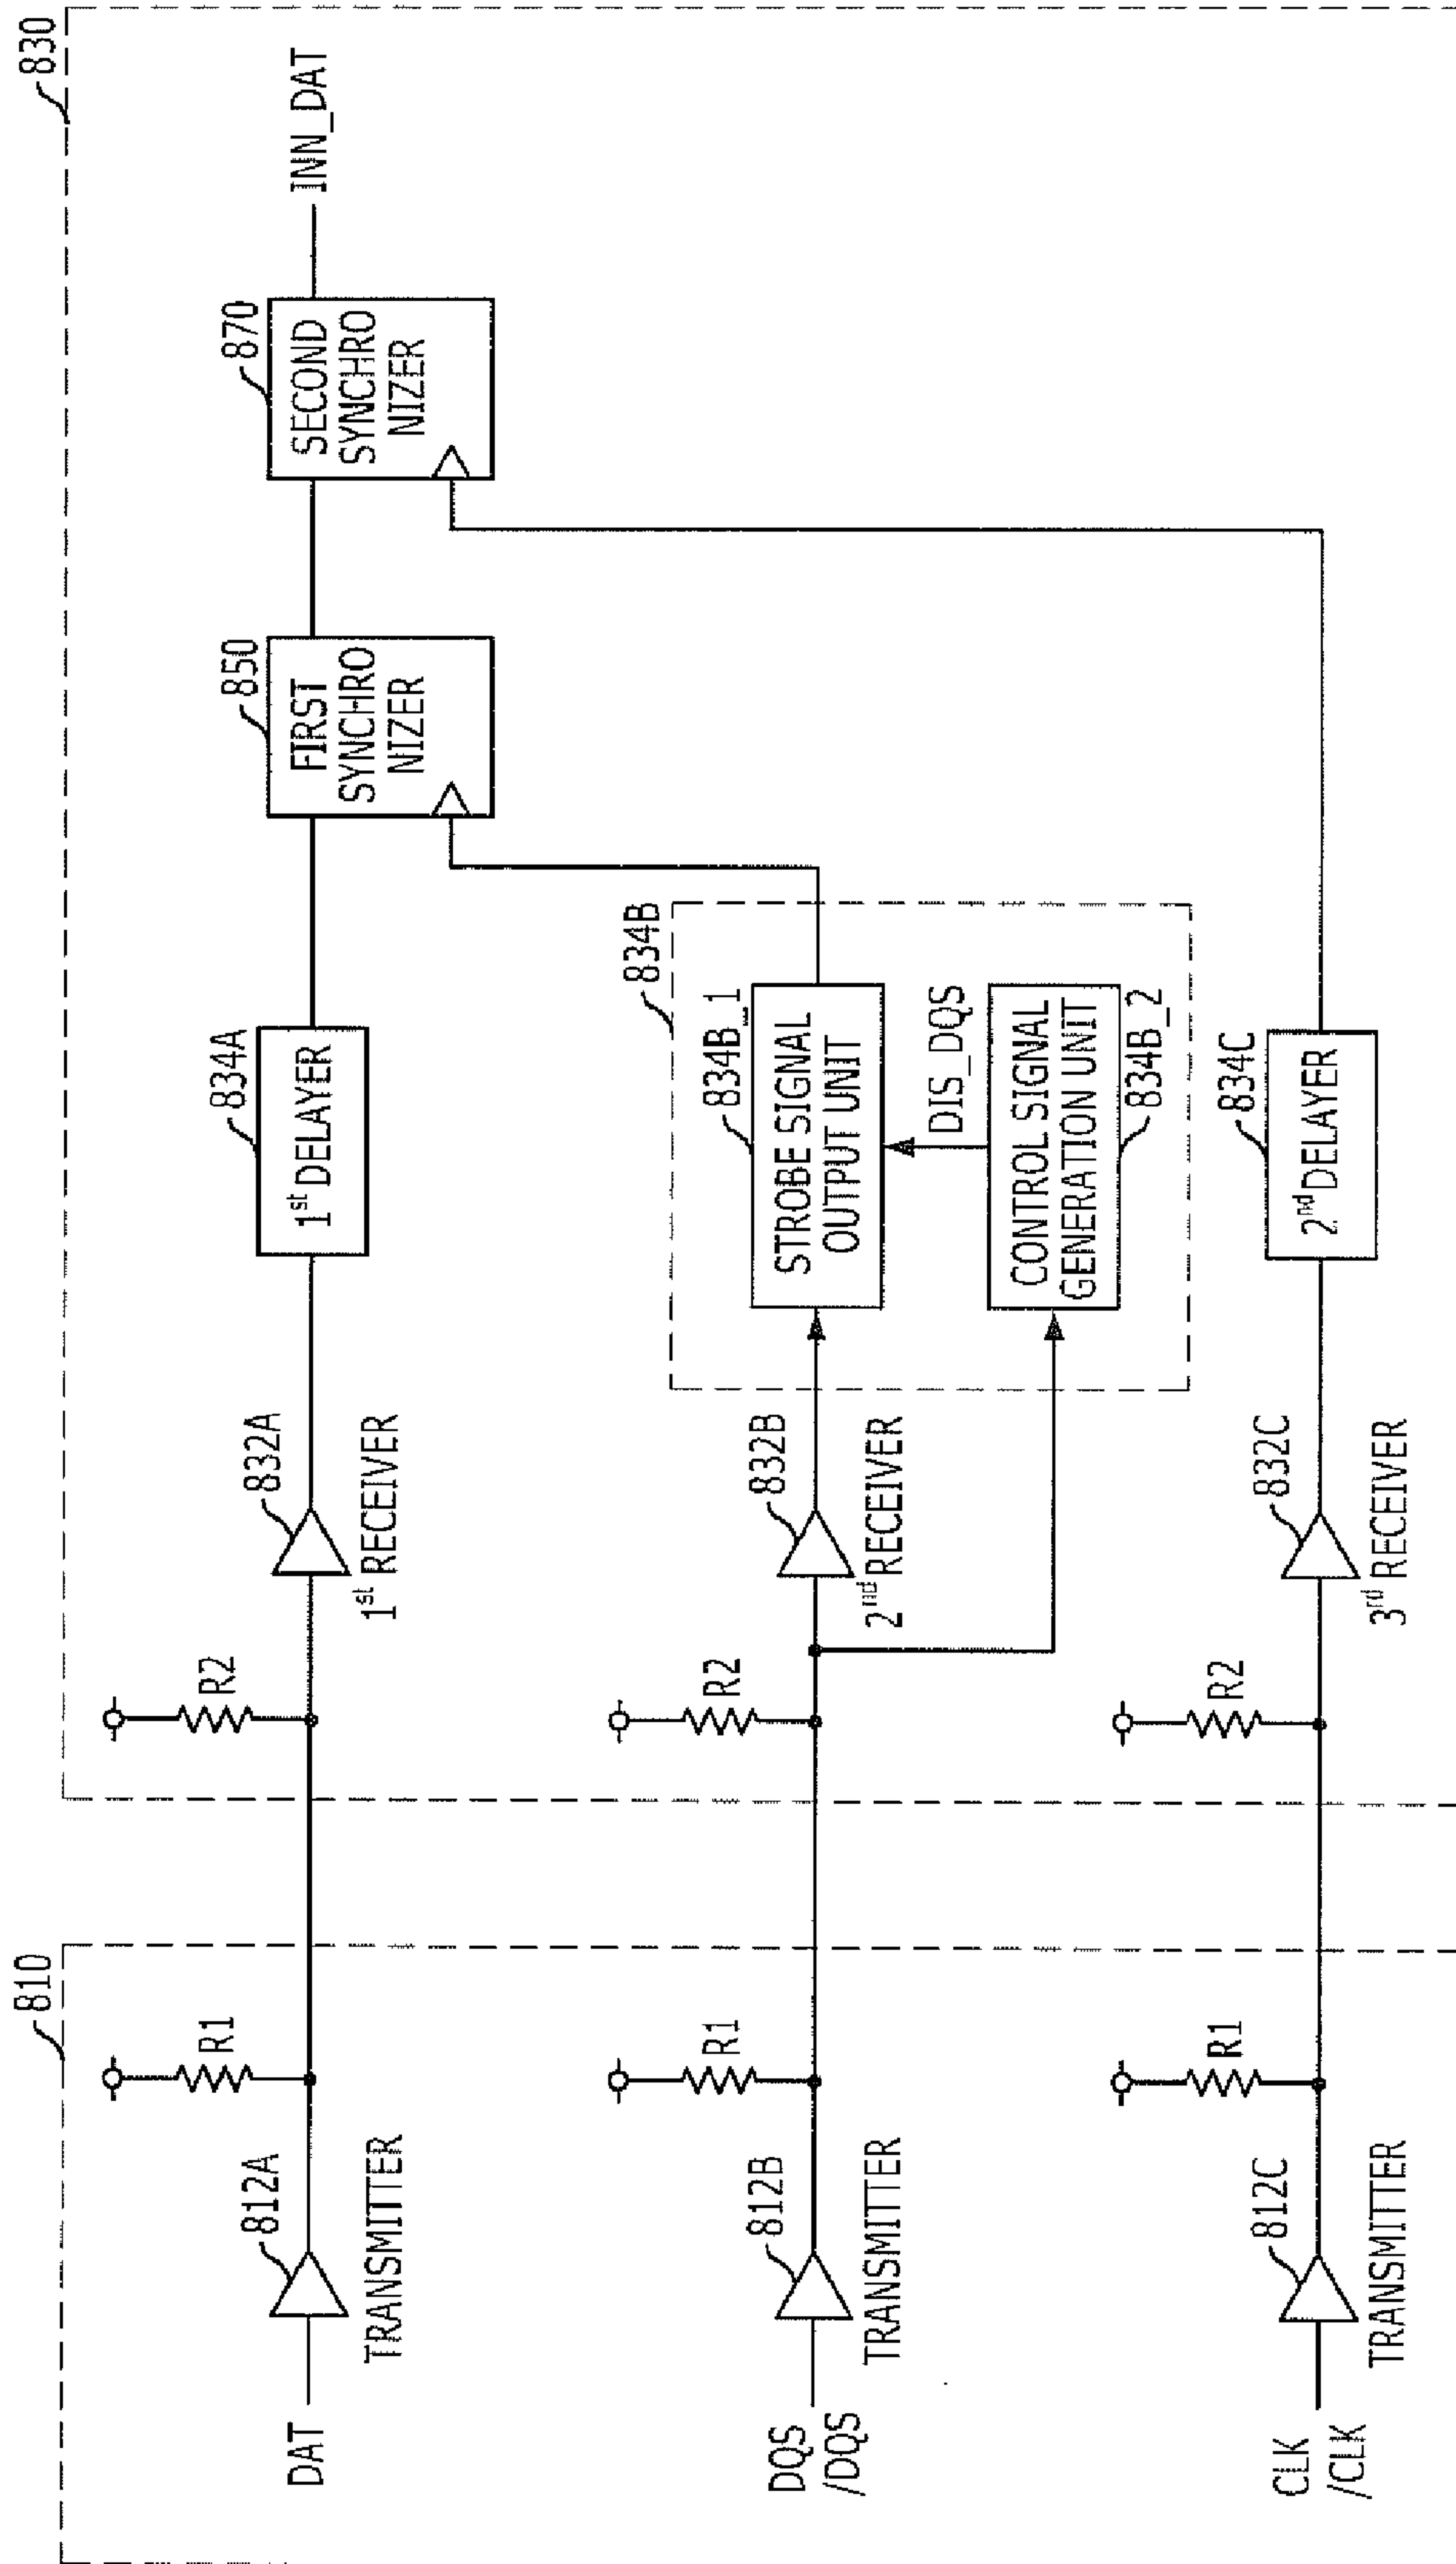 810
DAT
812A
TRANSMITTER
R1
DQS
/DQS
812B
TRANSMITTER
R1
CLK
/CLK
812C
TRANSMITTER
R1
830
R2
832A
1st RECEIVER
834A
1st DELAYER
850
FIRST
SYNCHRO
NIZER
870
SECOND
SYNCHRO
NIZER
INN_DAT
R2
832B
2nd RECEIVER
834B
834B_1
STROBE SIGNAL
OUTPUT UNIT
DIS_DQS
CONTROL SIGNAL
GENERATION UNIT
834B_2
R2
832C
3rd RECEIVER
834C
2nd DELAYER